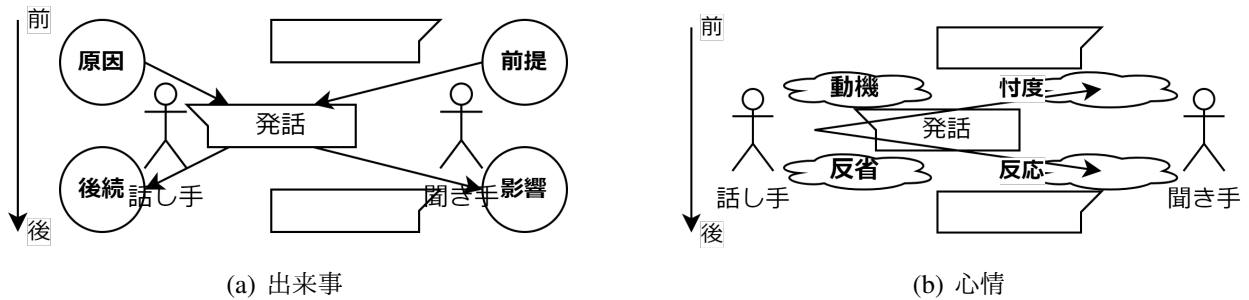 前
原因
前提
発話
後続
話し手
聞き手
影響
後
(a) 出来事
前
動機
忖度
発話
反省
反応
話し手
聞き手
後
(b) 心情